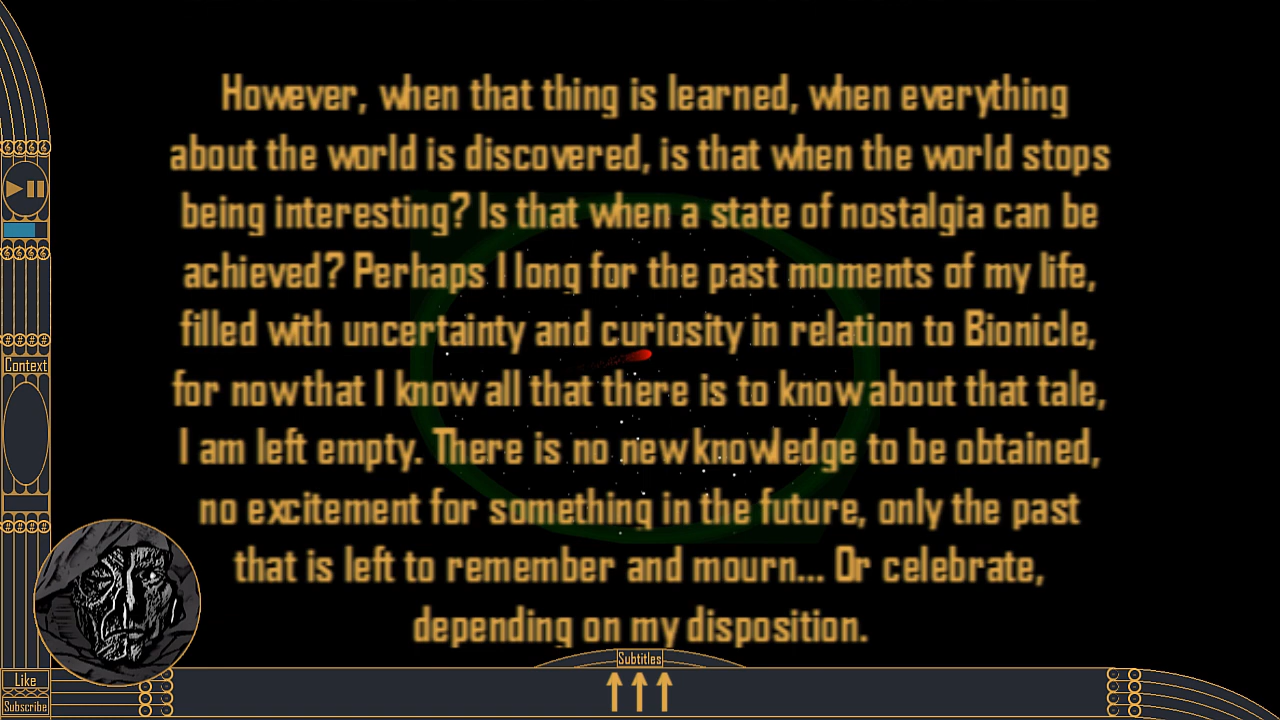 However, when that thing is learned, when everything
about the world is discovered, is that when the world stops
being interesting? Is that when a state of nostalgia can be
achieved? Perhaps I long for the past moments of my life,
filled with uncertainty and curiosity in relation to Bionicle,
for now that I know all that there is to know about that tale,
I am left empty. There is no new knowledge to be obtained,
no excitement for something in the future, only the past
that is left to remember and mourn... Or celebrate,
depending on my disposition.
Context
Like
Subscribe
Subtitles